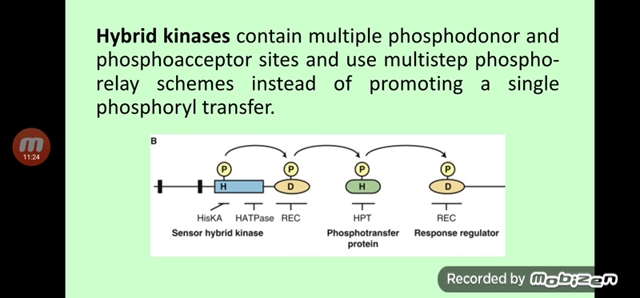 Hybrid kinases contain multiple phosphodonor and
phosphoacceptor sites and use multistep phospho-
relay schemes instead of promoting a single
phosphoryl transfer.
B
P P P P
H D H D
HisKA HATPase REC HPT REC
Sensor hybrid kinase Phosphotransfer Response regulator
protein
m
11:24
Recorded by mobizen